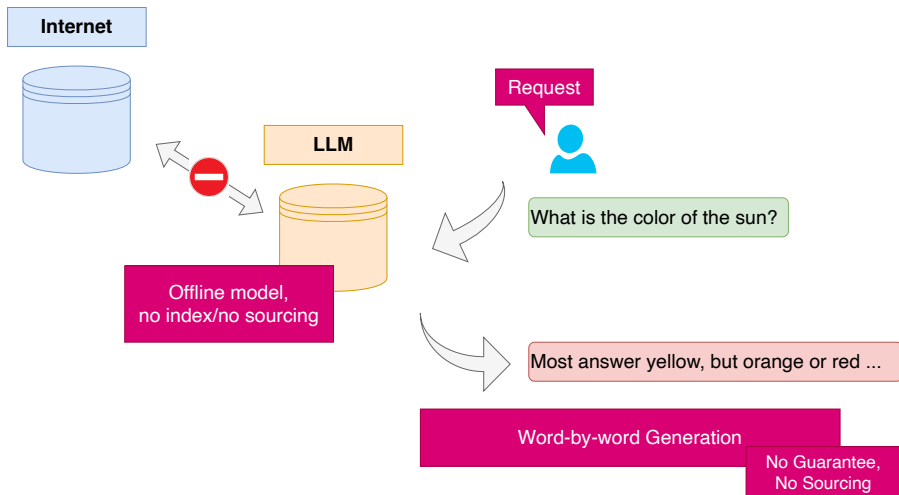 Internet
Request
LLM
What is the color of the sun?
Offline model,
no index/no sourcing
Most answer yellow, but orange or red ...
Word-by-word Generation
No Guarantee,
No Sourcing